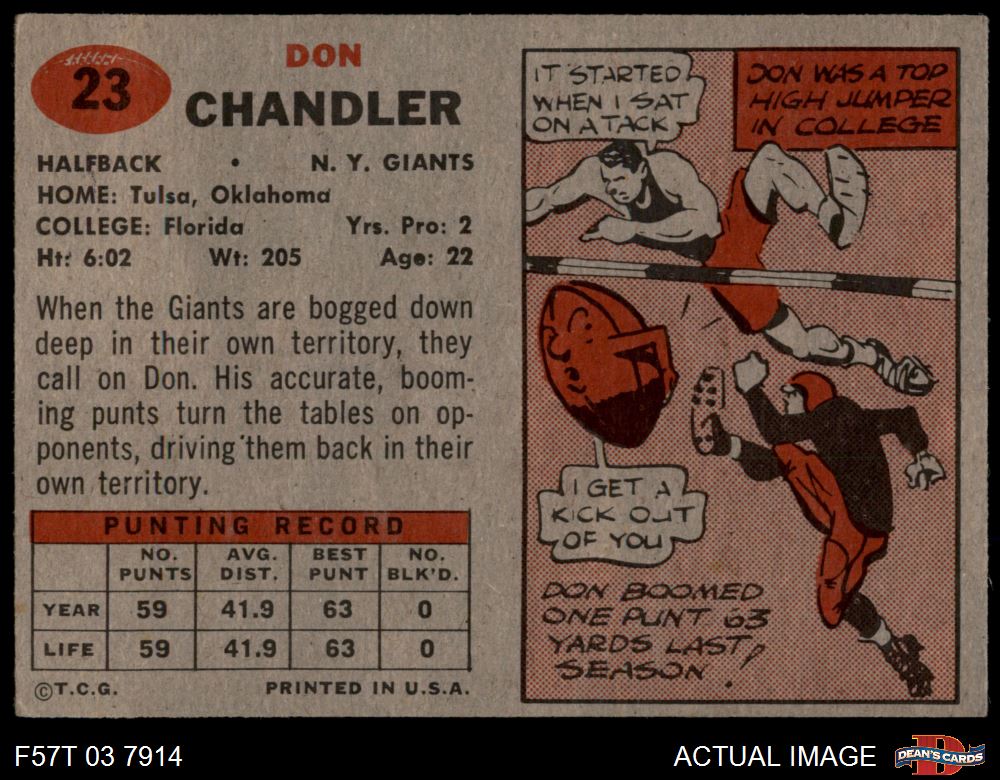 23
DON
CHANDLER
HALFBACK • N. Y. GIANTS
HOME: Tulsa, Oklahoma
COLLEGE: Florida Yrs. Pro: 2
Ht: 6:02 Wt: 205 Age: 22
When the Giants are bogged down
deep in their own territory, they
call on Don. His accurate, boom-
ing punts turn the tables on op-
ponents, driving them back in their
own territory.
PUNTING RECORD
NO. PUNTS AVG. DIST. BEST PUNT NO. BLK'D.
YEAR 59 41.9 63 0
LIFE 59 41.9 63 0
©T.C.G. PRINTED IN U.S.A.
IT STARTED
WHEN I SAT
ON A TACK
DON WAS A TOP
HIGH JUMPER
IN COLLEGE
I GET A
KICK OUT
OF YOU
DON BOOMED
ONE PUNT 63
YARDS LAST
SEASON!
F57T 03 7914 ACTUAL IMAGE
D
DEAN'S CARDS